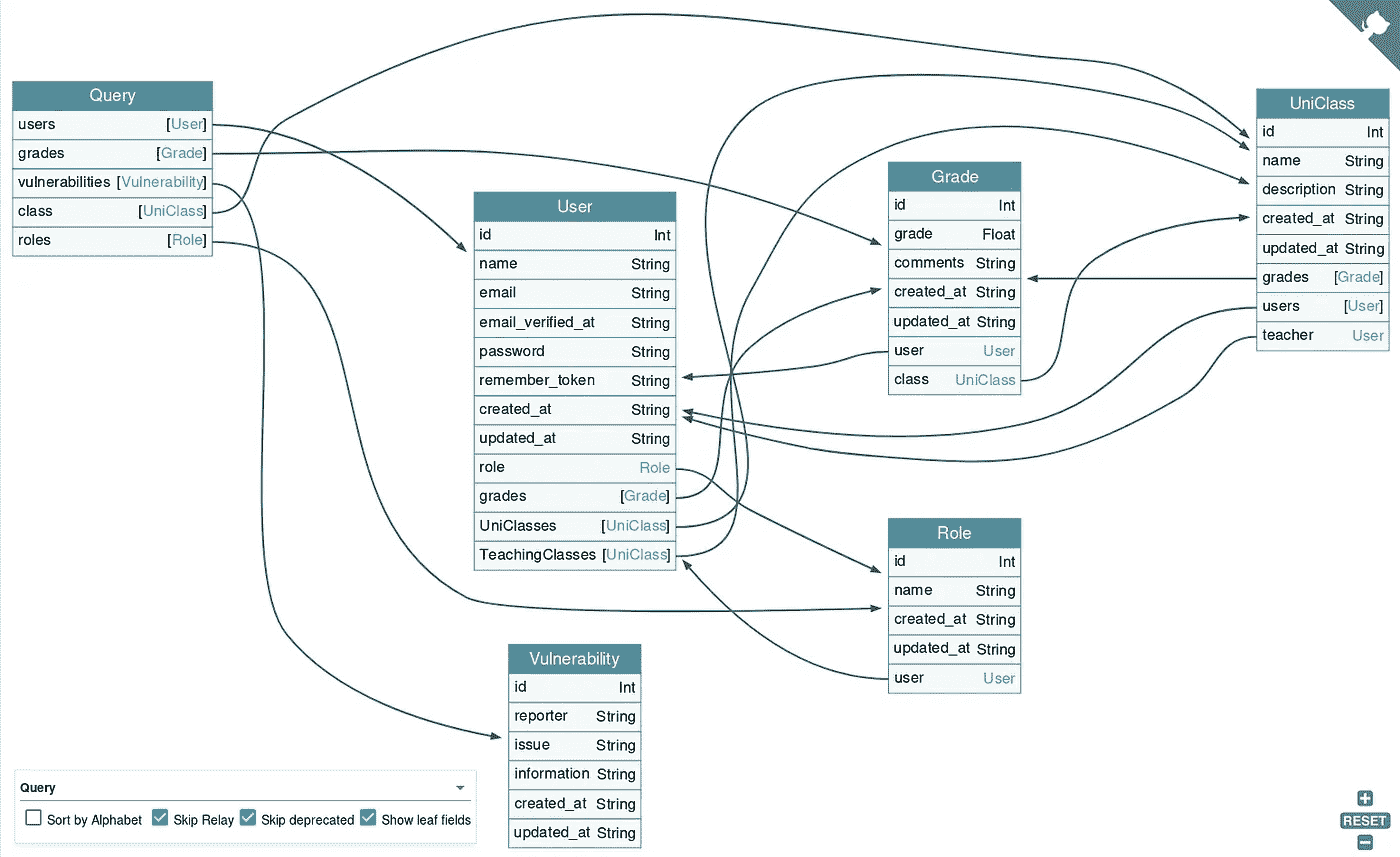 Query
users [User]
grades [Grade]
vulnerabilities [Vulnerability]
class [UniClass]
roles [Role]
User
id Int
name String
email String
email_verified_at String
password String
remember_token String
created_at String
updated_at String
role Role
grades [Grade]
UniClasses [UniClass]
TeachingClasses [UniClass]
Vulnerability
id Int
reporter String
issue String
information String
created_at String
updated_at String
Grade
id Int
grade Float
comments String
created_at String
updated_at String
user User
class UniClass
Role
id Int
name String
created_at String
updated_at String
user User
UniClass
id Int
name String
description String
created_at String
updated_at String
grades [Grade]
users [User]
teacher User
Query
Sort by Alphabet Skip Relay Skip deprecated Show leaf fields
RESET